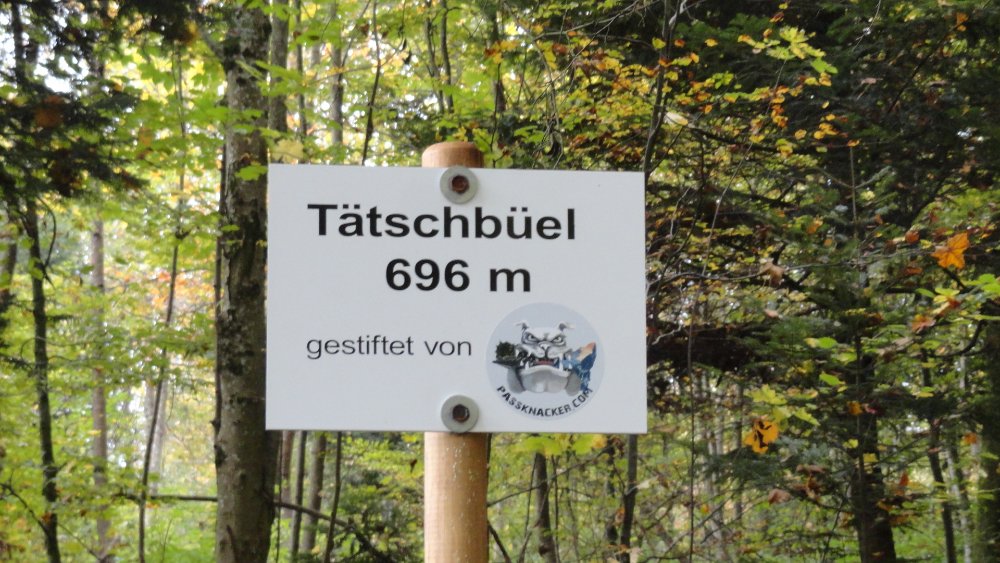 Tätschbüel
696 m
gestiftet von
PASSKNACKER.COM